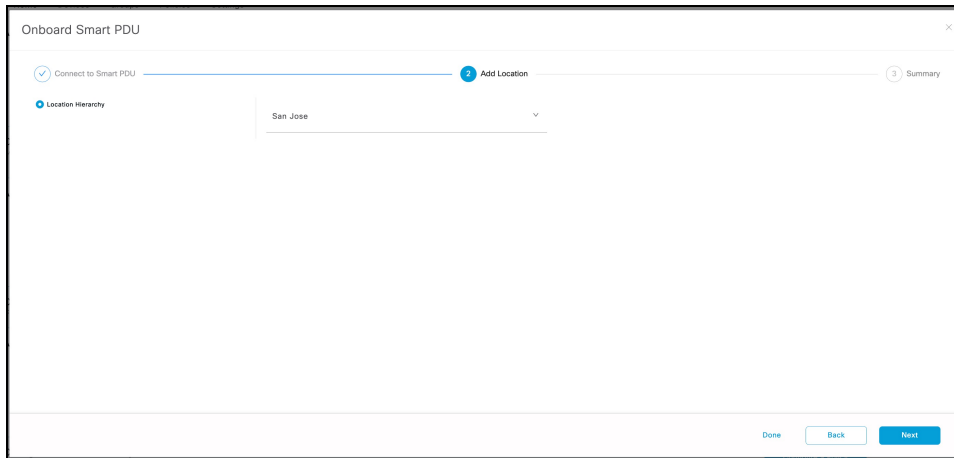 Onboard Smart PDU
Connect to Smart PDU
2 Add Location
3 Summary
Location Hierarchy
San Jose
Done Back Next